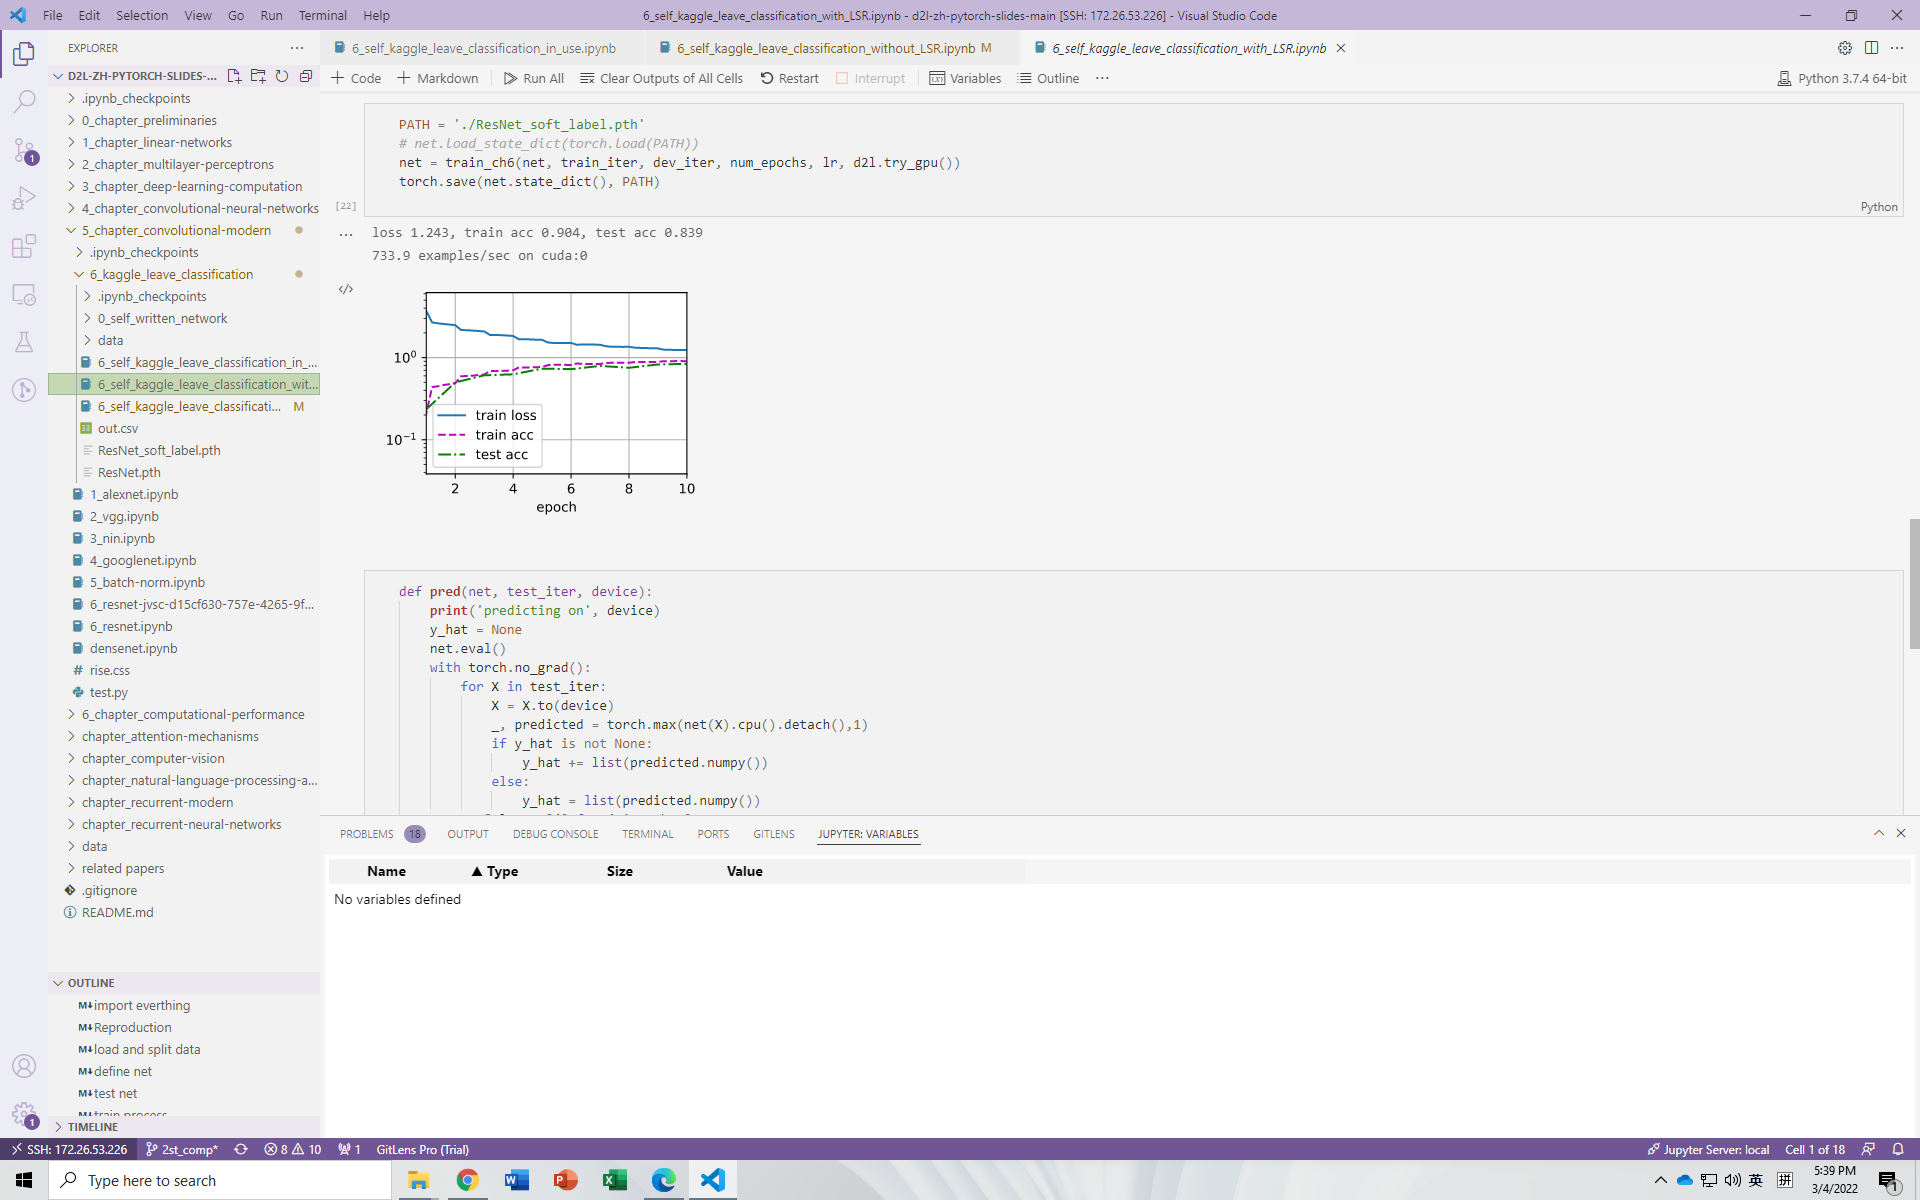 File Edit Selection View Go Run Terminal Help
6_self_kaggle_leave_classification_with_LSR.ipynb - d2l-zh-pytorch-slides-main [SSH: 172.26.53.226] - Visual Studio Code
EXPLORER
D2L-ZH-PYTORCH-SLIDES-...
.ipynb_checkpoints
0_chapter_preliminaries
1_chapter_linear-networks
2_chapter_multilayer-perceptrons
3_chapter_deep-learning-computation
4_chapter_convolutional-neural-networks
5_chapter_convolutional-modern
.ipynb_checkpoints
6_kaggle_leave_classification
.ipynb_checkpoints
0_self_written_network
data
6_self_kaggle_leave_classification_in_...
6_self_kaggle_leave_classification_wit...
6_self_kaggle_leave_classificati... M
out.csv
ResNet_soft_label.pth
ResNet.pth
1_alexnet.ipynb
2_vgg.ipynb
3_nin.ipynb
4_googlenet.ipynb
5_batch-norm.ipynb
6_resnet-jvsc-d15cf630-757e-4265-9f...
6_resnet.ipynb
densenet.ipynb
# rise.css
test.py
6_chapter_computational-performance
chapter_attention-mechanisms
chapter_computer-vision
chapter_natural-language-processing-a...
chapter_recurrent-modern
chapter_recurrent-neural-networks
data
related papers
.gitignore
README.md
OUTLINE
M↓ import everthing
M↓ Reproduction
M↓ load and split data
M↓ define net
M↓ test net
M↓ train process
TIMELINE
1
1
6_self_kaggle_leave_classification_in_use.ipynb
6_self_kaggle_leave_classification_without_LSR.ipynb M
6_self_kaggle_leave_classification_with_LSR.ipynb
+ Code + Markdown Run All Clear Outputs of All Cells Restart Interrupt Variables Outline ...
Python 3.7.4 64-bit
PATH = './ResNet_soft_label.pth'
# net.load_state_dict(torch.load(PATH))
net = train_ch6(net, train_iter, dev_iter, num_epochs, lr, d2l.try_gpu())
torch.save(net.state_dict(), PATH)
[22]
Python
...
loss 1.243, train acc 0.904, test acc 0.839
733.9 examples/sec on cuda:0
</>
10⁰
10⁻¹
train loss
train acc
test acc
2 4 6 8 10
epoch
def pred(net, test_iter, device):
print('predicting on', device)
y_hat = None
net.eval()
with torch.no_grad():
for X in test_iter:
X = X.to(device)
_, predicted = torch.max(net(X).cpu().detach(),1)
if y_hat is not None:
y_hat += list(predicted.numpy())
else:
y_hat = list(predicted.numpy())
PROBLEMS 18 OUTPUT DEBUG CONSOLE TERMINAL PORTS GITLENS JUPYTER: VARIABLES
Name ▲ Type Size Value
No variables defined
SSH: 172.26.53.226 2st_comp* 8 10 1 GitLens Pro (Trial)
Jupyter Server: local Cell 1 of 18
Type here to search
英 拼
5:39 PM
3/4/2022
1